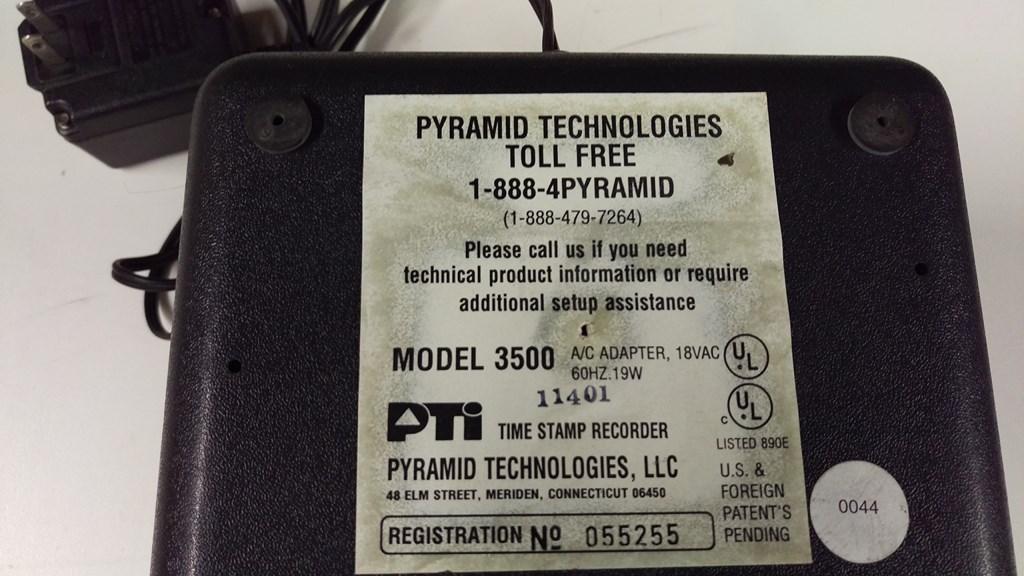 PYRAMID TECHNOLOGIES
TOLL FREE
1-888-4PYRAMID
(1-888-479-7264)
Please call us if you need
technical product information or require
additional setup assistance
MODEL 3500
A/C ADAPTER, 18VAC
60HZ.19W
UL
11401
c UL
PTi TIME STAMP RECORDER
LISTED 890E
PYRAMID TECHNOLOGIES, LLC
48 ELM STREET, MERIDEN, CONNECTICUT 06450
U.S. &
FOREIGN
PATENT'S
PENDING
REGISTRATION Nº 055255
0044